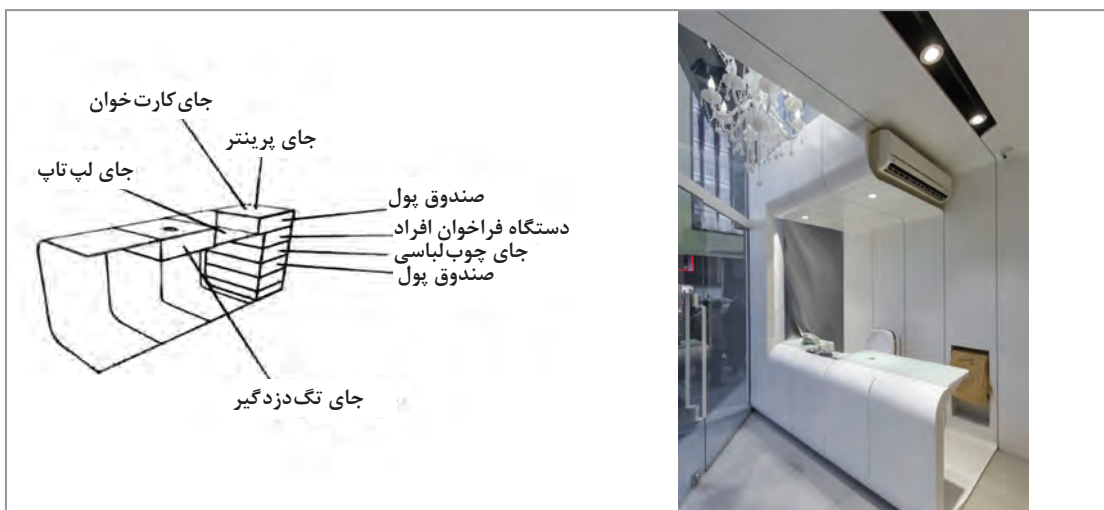 جای کارت‌خوان
جای پرینتر
جای لپ‌تاپ
صندوق پول
دستگاه فراخوان افراد
جای چوب‌لباسی
صندوق پول
جای تگ‌دزدگیر